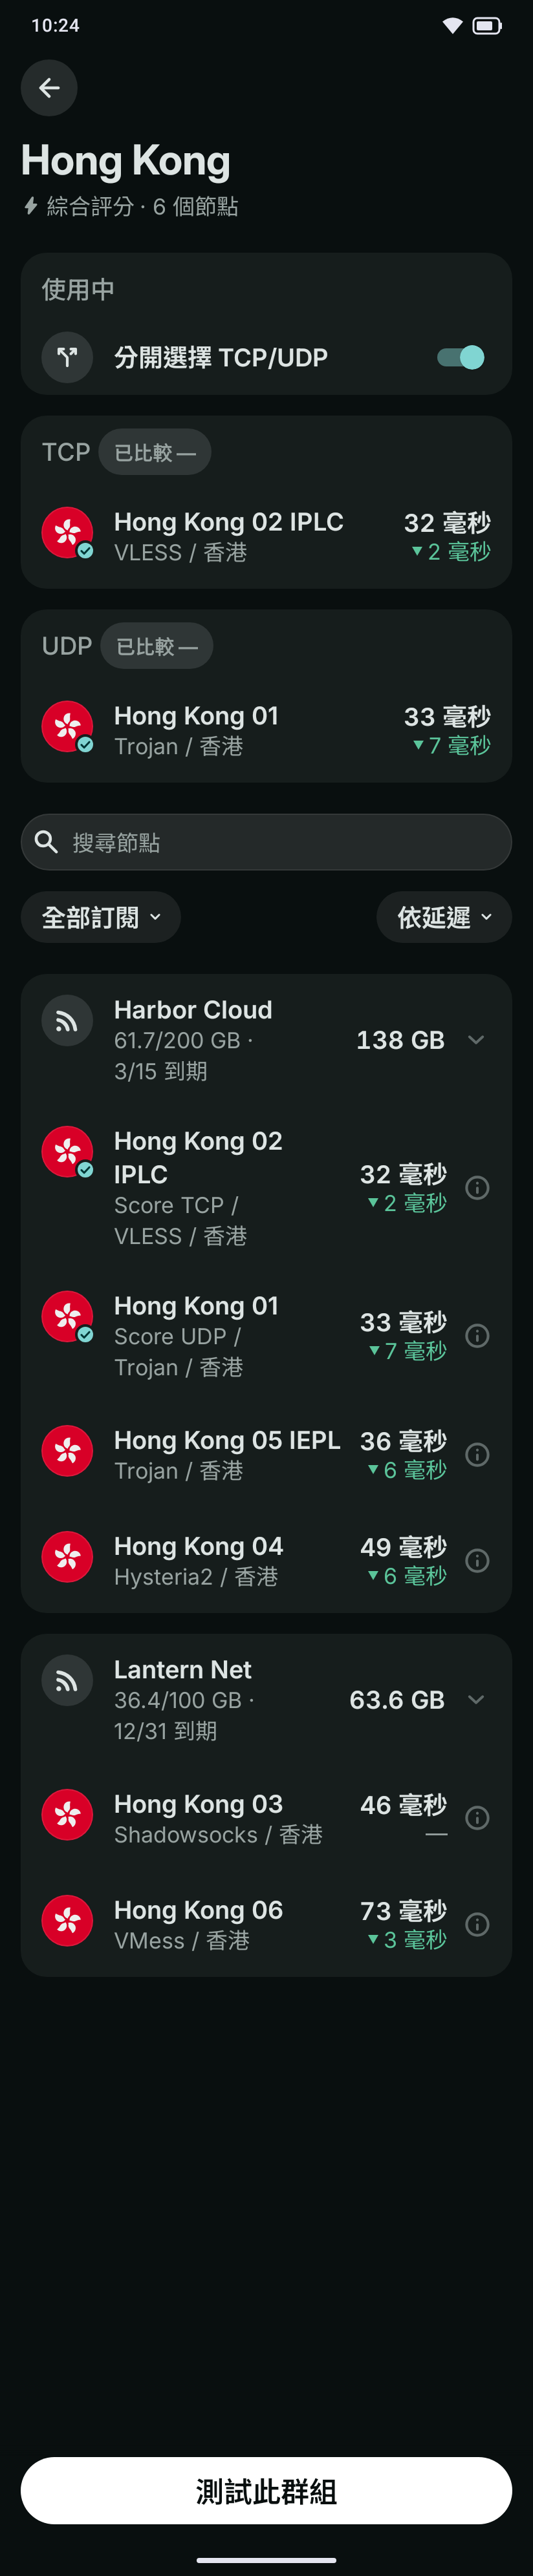 10:24
Hong Kong
綜合評分 · 6 個節點
使用中
分開選擇 TCP/UDP
TCP 已比較 —
Hong Kong 02 IPLC 32 毫秒
VLESS / 香港 ▼2 毫秒
UDP 已比較 —
Hong Kong 01 33 毫秒
Trojan / 香港 ▼7 毫秒
搜尋節點
全部訂閱 依延遲
Harbor Cloud
61.7/200 GB · 138 GB
3/15 到期
Hong Kong 02
IPLC 32 毫秒
Score TCP / ▼2 毫秒
VLESS / 香港
Hong Kong 01 33 毫秒
Score UDP / ▼7 毫秒
Trojan / 香港
Hong Kong 05 IEPL 36 毫秒
Trojan / 香港 ▼6 毫秒
Hong Kong 04 49 毫秒
Hysteria2 / 香港 ▼6 毫秒
Lantern Net
36.4/100 GB · 63.6 GB
12/31 到期
Hong Kong 03 46 毫秒
Shadowsocks / 香港 —
Hong Kong 06 73 毫秒
VMess / 香港 ▼3 毫秒
測試此群組